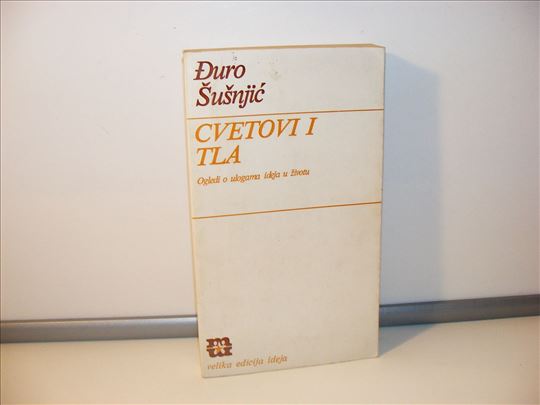 Đuro
Šušnjić
CVETOVI I
TLA
Ogledi o ulogama ideja u životu
velika edicija ideja